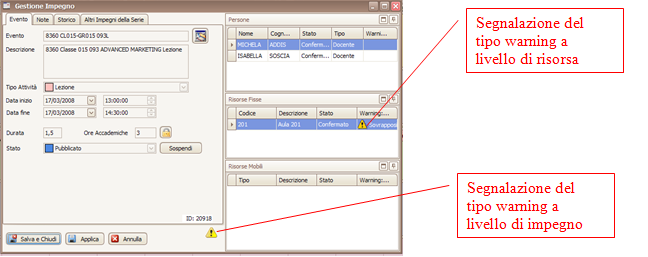 Gestione Impegno
Evento Note Storico Altri Impegni della Serie
Evento 8360 CL015-GR015 093L
Descrizione 8360 Classe 015 093 ADVANCED MARKETING Lezione
Tipo Attività Lezione
Data inizio 17/03/2008 13:00:00
Data fine 17/03/2008 14:30:00
Durata 1,5 Ore Accademiche 3
Stato Pubblicato Sospendi
ID: 20918
Salva e Chiudi Applica Annulla
Persone
Nome Cogn... Stato Tipo Warni...
MICHELA ADDIS Conferm... Docente
ISABELLA SOSCIA Conferm... Docente
Risorse Fisse
Codice Descrizione Stato Warning:...
201 Aula 201 Confermato Sovrappos
Risorse Mobili
Tipo Descrizione Stato Warning:...
Segnalazione del
tipo warning a
livello di risorsa
Segnalazione del
tipo warning a
livello di impegno